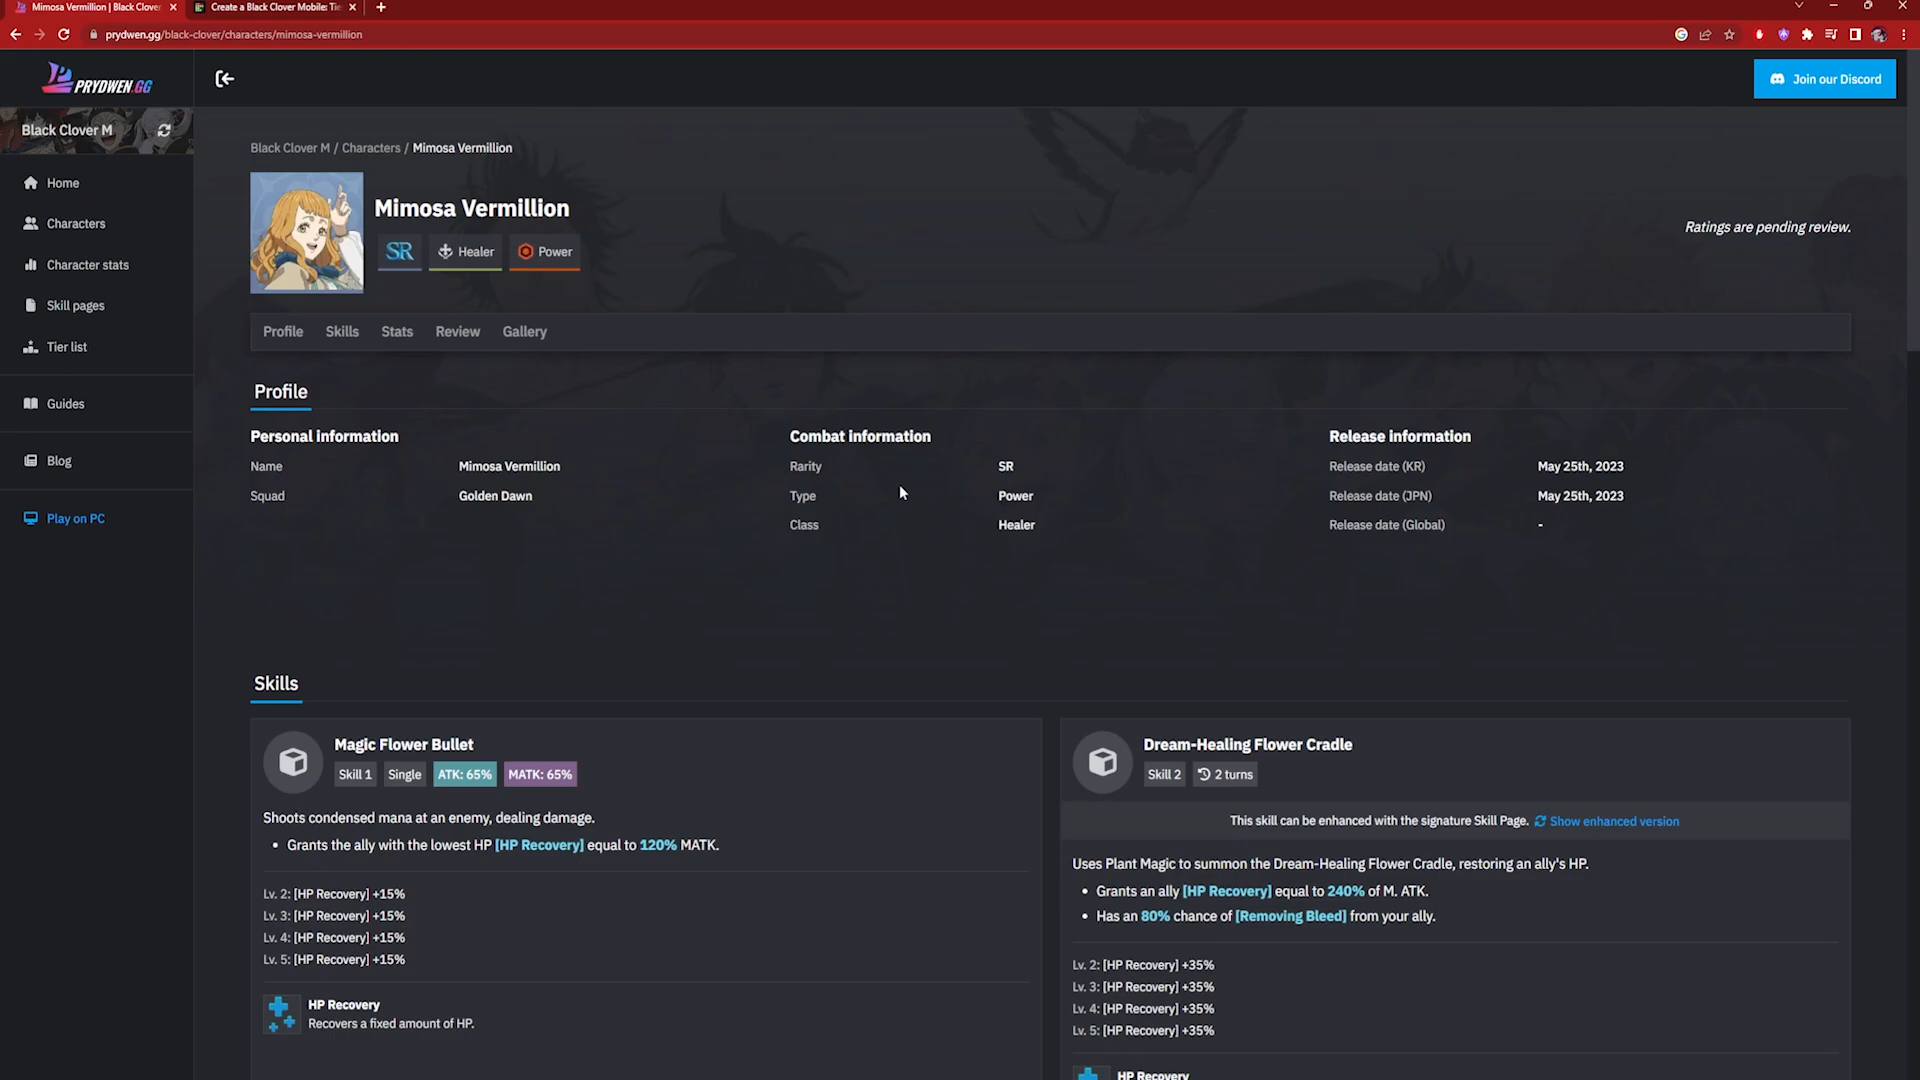 Mimosa Vermillion | Black Clover
Create a Black Clover Mobile: Tie
prydwen.gg/black-clover/characters/mimosa-vermillion
PRYDWEN.GG
Join our Discord
Black Clover M
Home
Characters
Character stats
Skill pages
Tier list
Guides
Blog
Play on PC
Black Clover M / Characters / Mimosa Vermillion
Mimosa Vermillion
SR Healer Power
Ratings are pending review.
Profile Skills Stats Review Gallery
Profile
Personal information
Name Mimosa Vermillion
Squad Golden Dawn
Combat information
Rarity SR
Type Power
Class Healer
Release information
Release date (KR) May 25th, 2023
Release date (JPN) May 25th, 2023
Release date (Global) -
Skills
Magic Flower Bullet
Skill 1 Single ATK: 65% MATK: 65%
Shoots condensed mana at an enemy, dealing damage.
• Grants the ally with the lowest HP [HP Recovery] equal to 120% MATK.
Lv. 2: [HP Recovery] +15%
Lv. 3: [HP Recovery] +15%
Lv. 4: [HP Recovery] +15%
Lv. 5: [HP Recovery] +15%
HP Recovery
Recovers a fixed amount of HP.
Dream-Healing Flower Cradle
Skill 2 2 turns
This skill can be enhanced with the signature Skill Page. Show enhanced version
Uses Plant Magic to summon the Dream-Healing Flower Cradle, restoring an ally's HP.
• Grants an ally [HP Recovery] equal to 240% of M. ATK.
• Has an 80% chance of [Removing Bleed] from your ally.
Lv. 2: [HP Recovery] +35%
Lv. 3: [HP Recovery] +35%
Lv. 4: [HP Recovery] +35%
Lv. 5: [HP Recovery] +35%
HP Recovery